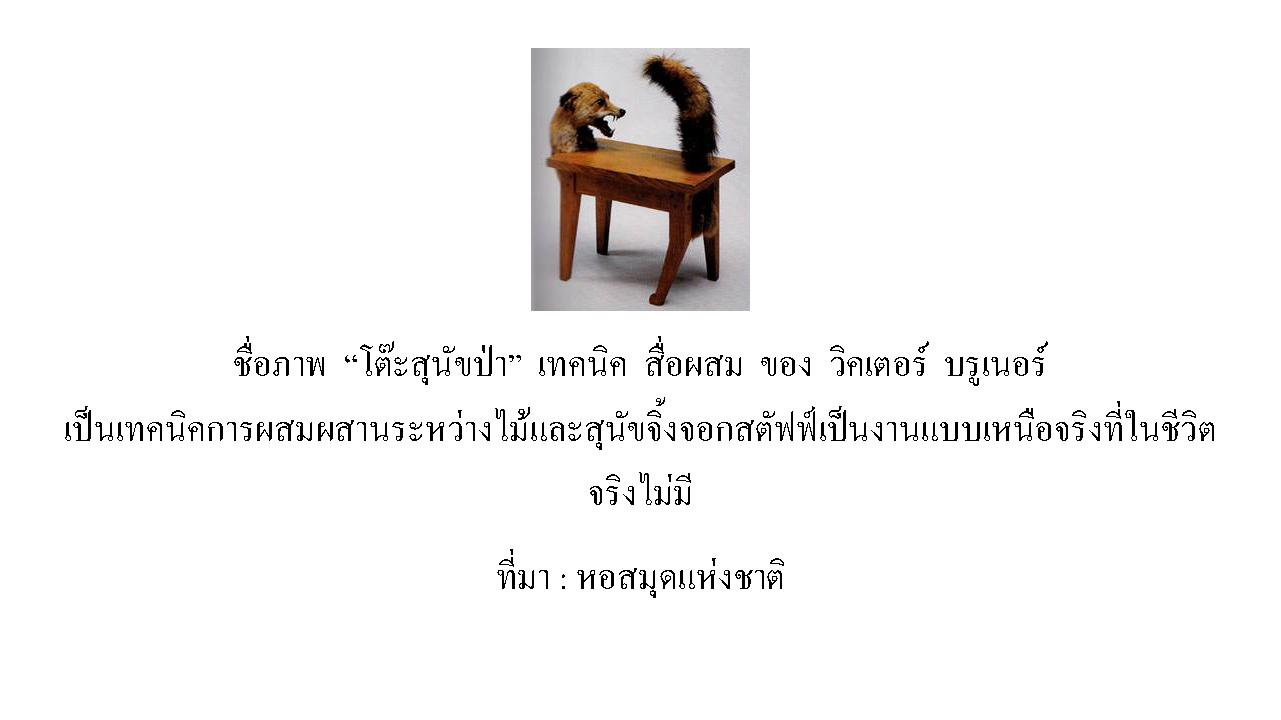 ชื่อภาพ “โต๊ะสุนัขป่า” เทคนิค สื่อผสม ของ วิคเตอร์ บรูเนอร์
เป็นเทคนิคการผสมผสานระหว่างไม้และสุนัขจิ้งจอกสตัฟฟ์เป็นงานแบบเหนือจริงที่ในชีวิต
จริงไม่มี
ที่มา : หอสมุดแห่งชาติ